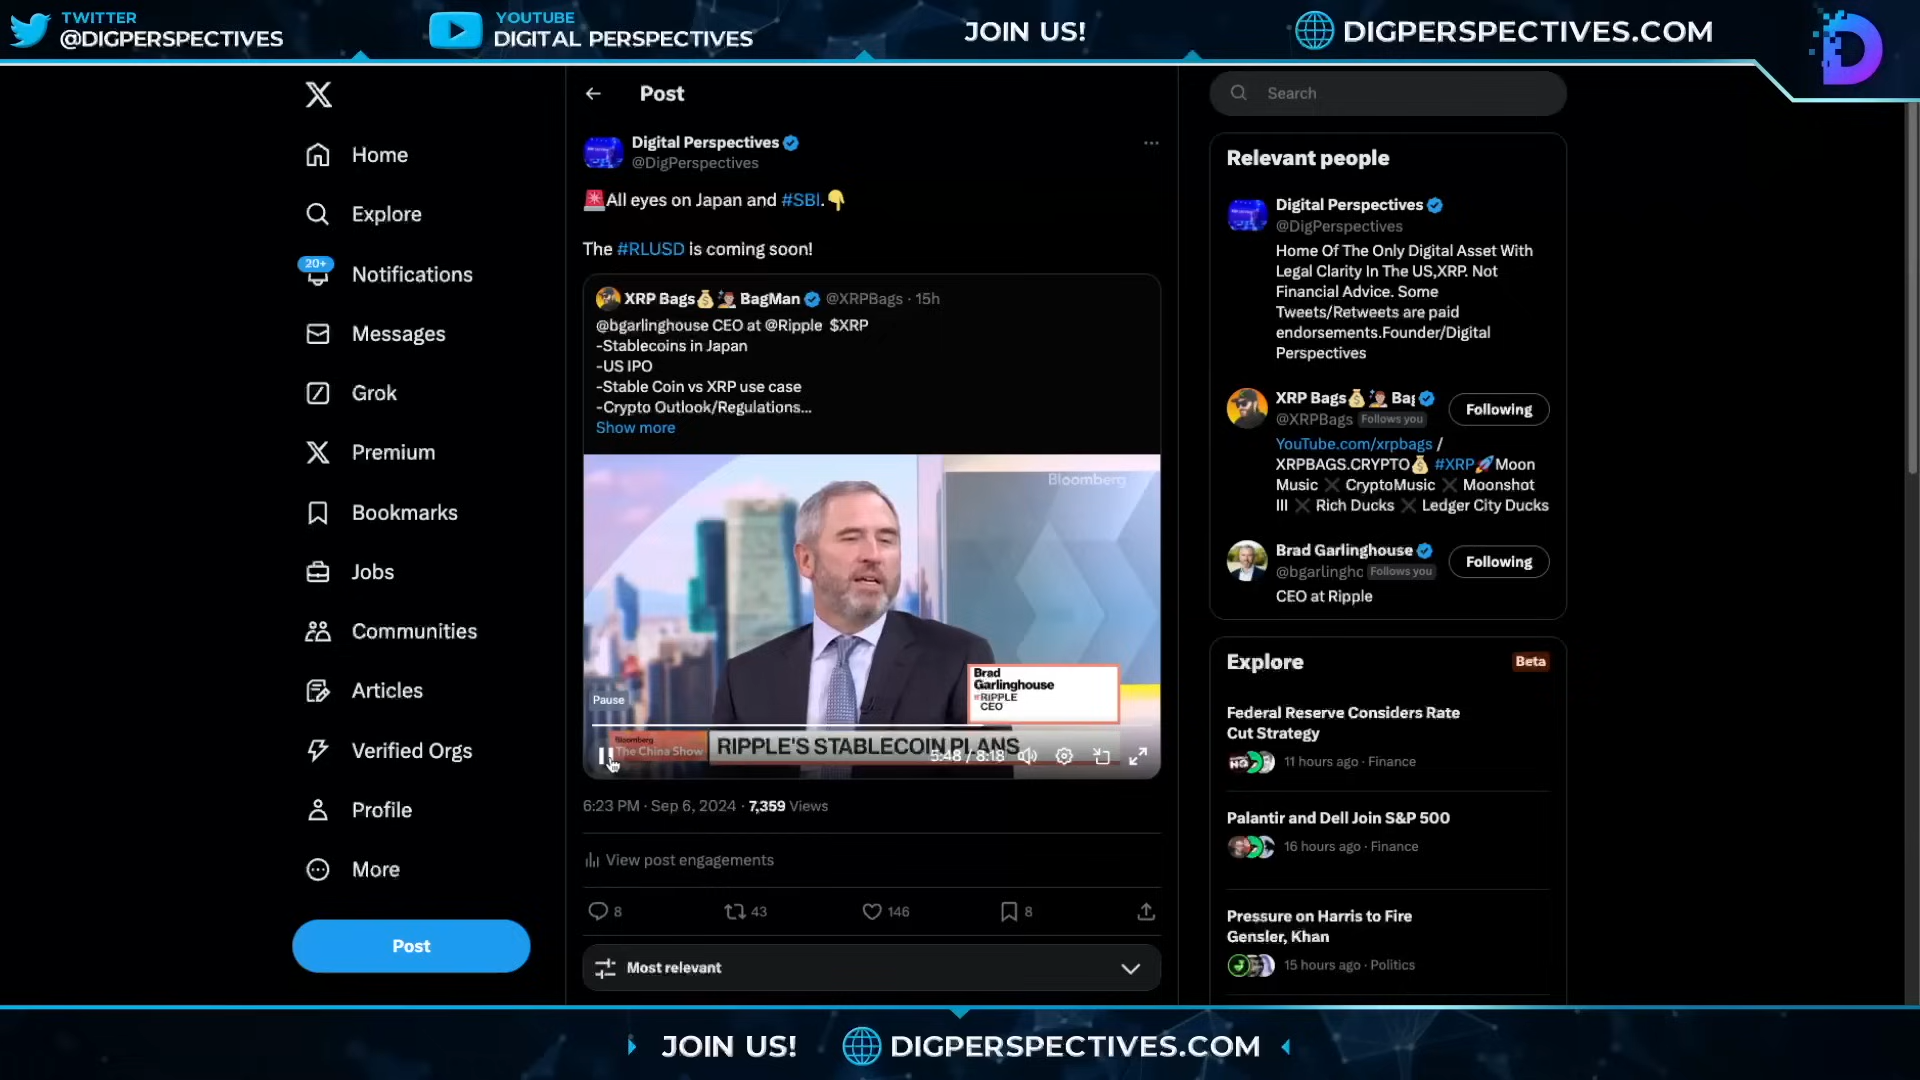 TWITTER
@DIGPERSPECTIVES
YOUTUBE
DIGITAL PERSPECTIVES
JOIN US!
DIGPERSPECTIVES.COM
Home
Explore
20+
Notifications
Messages
Grok
Premium
Bookmarks
Jobs
Communities
Articles
Verified Orgs
Profile
More
Post
Post
Digital Perspectives
@DigPerspectives
🚨All eyes on Japan and #SBI.👇
The #RLUSD is coming soon!
XRP Bags💰 BagMan @XRPBags · 15h
@bgarlinghouse CEO at @Ripple $XRP
-Stablecoins in Japan
-US IPO
-Stable Coin vs XRP use case
-Crypto Outlook/Regulations...
Show more
Bloomberg
Brad
Garlinghouse
RIPPLE
CEO
Pause
Bloomberg
The China Show
RIPPLE'S STABLECOIN PLANS
5:48 / 8:18
6:23 PM · Sep 6, 2024 · 7,359 Views
View post engagements
8
43
146
8
Most relevant
Search
Relevant people
Digital Perspectives
@DigPerspectives
Home Of The Only Digital Asset With
Legal Clarity In The US,XRP. Not
Financial Advice. Some
Tweets/Retweets are paid
endorsements.Founder/Digital
Perspectives
XRP Bags💰 Bag
@XRPBags Follows you
Following
YouTube.com/xrpbags /
XRPBAGS.CRYPTO💰 #XRP🚀Moon
Music ✕ CryptoMusic ✕ Moonshot
III ✕ Rich Ducks ✕ Ledger City Ducks
Brad Garlinghouse
@bgarlinghc Follows you
Following
CEO at Ripple
Explore
Beta
Federal Reserve Considers Rate
Cut Strategy
11 hours ago · Finance
Palantir and Dell Join S&P 500
16 hours ago · Finance
Pressure on Harris to Fire
Gensler, Khan
15 hours ago · Politics
JOIN US!
DIGPERSPECTIVES.COM